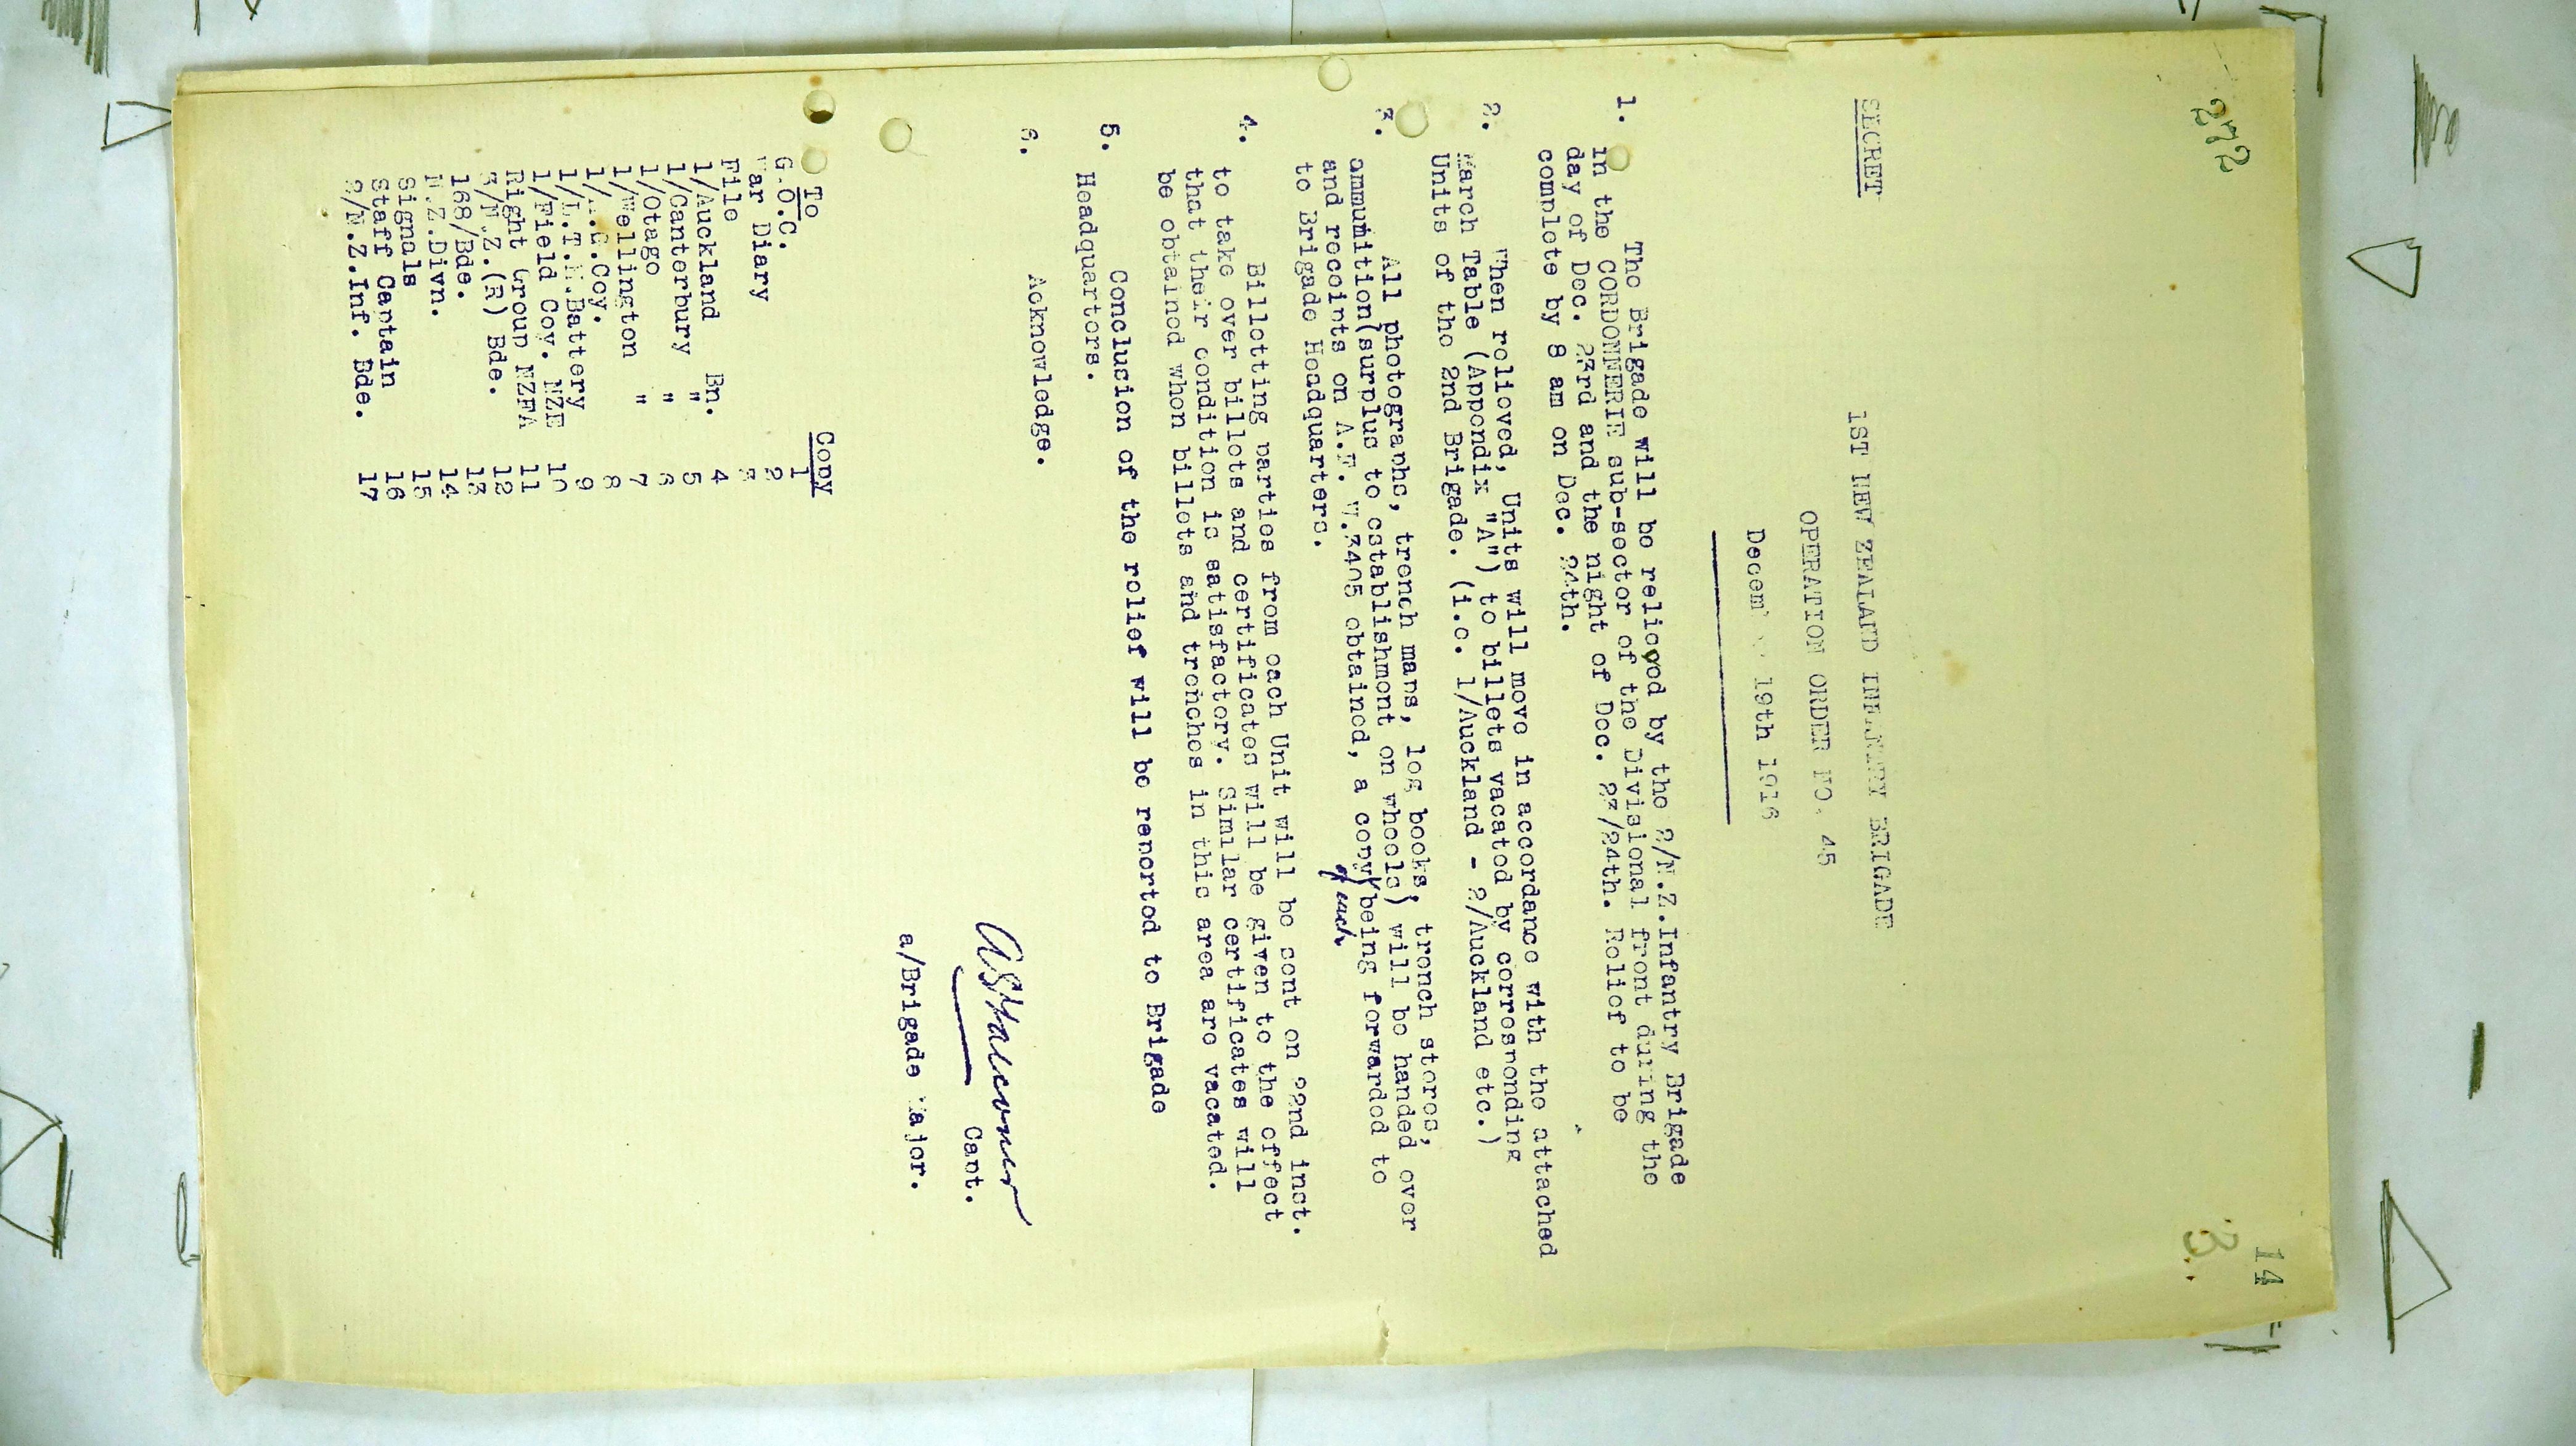 272
14
3.
SECRET
1ST NEW ZEALAND INFANTRY BRIGADE
OPERATION ORDER NO. 45
December 19th 1916
1. The Brigade will be relieved by the 2/N.Z.Infantry Brigade
in the CORDONNERIE sub-sector of the Divisional front during the
day of Dec. 23rd and the night of Dec. 23/24th. Relief to be
complete by 8 am on Dec. 24th.
2. When relieved, Units will move in accordance with the attached
March Table (Appendix "A") to billets vacated by corresponding
Units of the 2nd Brigade. (i.e. 1/Auckland - 2/Auckland etc.)
3. All photographs, trench maps, log books, trench stores,
ammunition(surplus to establishment on wheels) will be handed over
and receipts on A.F. W.3405 obtained, a copy of each being forwarded to
to Brigade Headquarters.
4. Billetting parties from each Unit will be sent on 22nd inst.
to take over billets and certificates will be given to the effect
that their condition is satisfactory. Similar certificates will
be obtained when billets and trenches in this area are vacated.
5. Conclusion of the relief will be reported to Brigade
Headquarters.
6. Acknowledge.
Capt.
a/Brigade Major.
To Copy
G.O.C. 1
War Diary 2
File 3
1/Auckland Bn. 4
1/Canterbury " 5
1/Otago " 6
1/Wellington " 7
1/M.G.Coy. 8
1/L.T.M.Battery 9
1/Field Coy. NZE 10
Right Group NZFA 11
3/N.Z.(R) Bde. 12
168/Bde. 13
N.Z.Divn. 14
Signals 15
Staff Captain 16
2/N.Z.Inf. Bde. 17